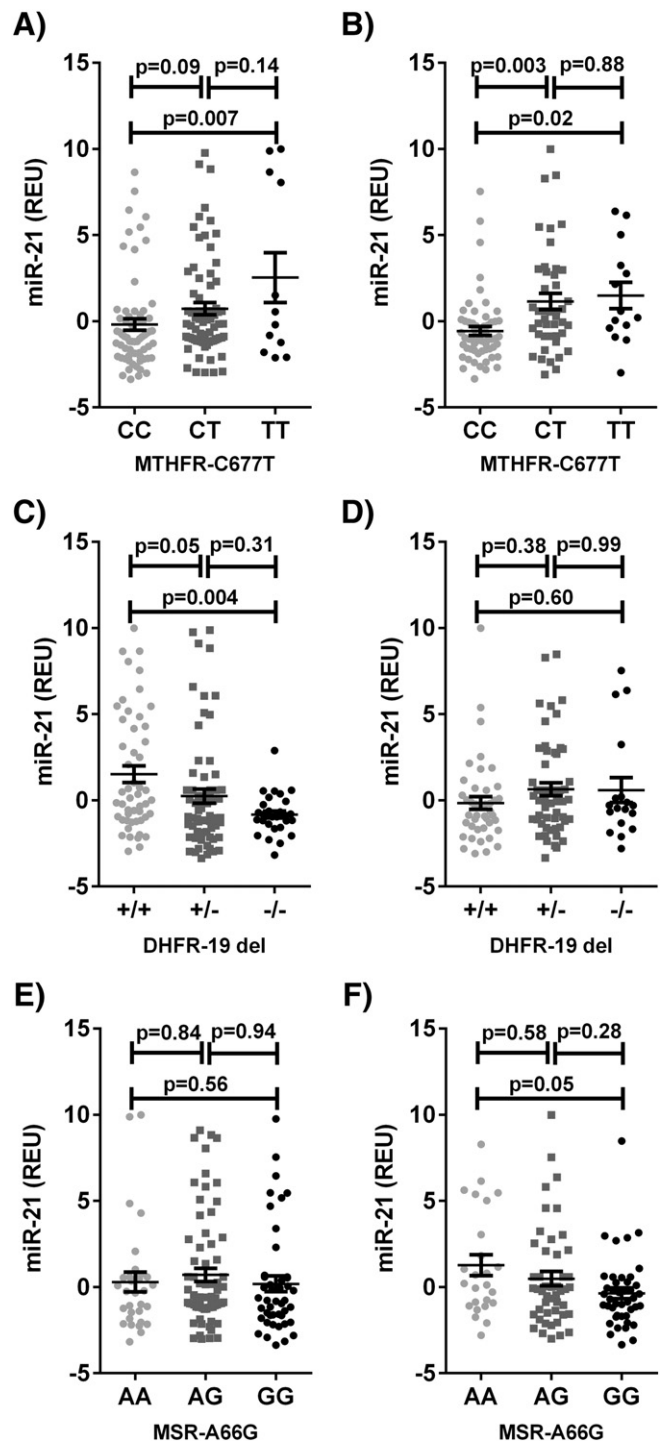 A)
miR-21 (REU)
15
10
5
0
-5
p=0.09 p=0.14
p=0.007
CC CT TT
MTHFR-C677T
B)
miR-21 (REU)
15
10
5
0
-5
p=0.003 p=0.88
p=0.02
CC CT TT
MTHFR-C677T
C)
miR-21 (REU)
15
10
5
0
-5
p=0.05 p=0.31
p=0.004
+/+ +/- -/-
DHFR-19 del
D)
miR-21 (REU)
15
10
5
0
-5
p=0.38 p=0.99
p=0.60
+/+ +/- -/-
DHFR-19 del
E)
miR-21 (REU)
15
10
5
0
-5
p=0.84 p=0.94
p=0.56
AA AG GG
MSR-A66G
F)
miR-21 (REU)
15
10
5
0
-5
p=0.58 p=0.28
p=0.05
AA AG GG
MSR-A66G